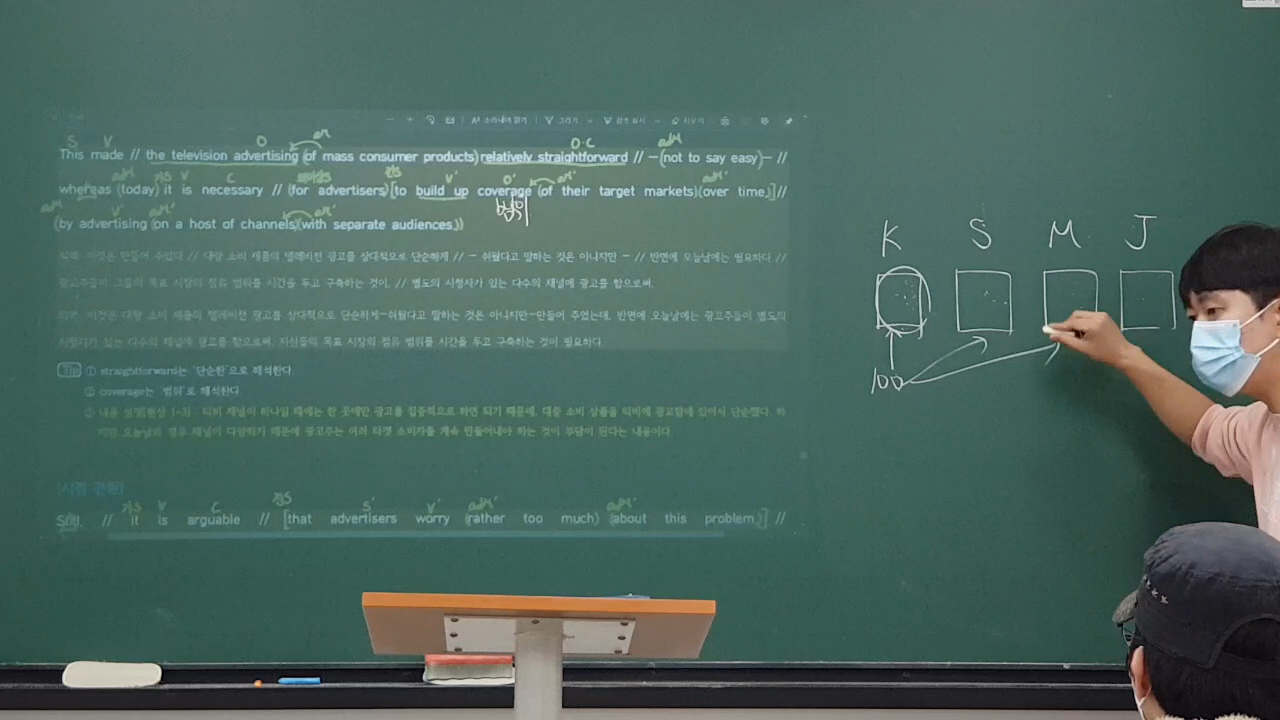 S V O at O·C adv
This made // the television advertising (of mass consumer products) relatively straightforward // –(not to say easy)– //
whereas (today) it is necessary // (for advertisers) [to build up coverage (of their target markets) (over time,)] //
범위
(by advertising (on a host of channels) (with separate audiences.))
직독: 이것은 만들어 주었다 // 대량 소비 제품의 텔레비전 광고를 상대적으로 단순하게 // – 쉬웠다고 말하는 것은 아니지만 – // 반면에 오늘날에는 필요하다 //
광고주들이 그들의 목표 시장의 점유 범위를 시간을 두고 구축하는 것이, // 별도의 시청자가 있는 다수의 채널에 광고를 함으로써.
의역: 이것은 대량 소비 제품의 텔레비전 광고를 상대적으로 단순하게–쉬웠다고 말하는 것은 아니지만–만들어 주었는데, 반면에 오늘날에는 광고주들이 별도의
시청자가 있는 다수의 채널에 광고를 함으로써, 자신들의 목표 시장의 점유 범위를 시간을 두고 구축하는 것이 필요하다.
Tip ① straightforward는 '단순한'으로 해석한다.
② coverage는 '범위'로 해석한다.
③ 내용 설명(현상 1~3) : 티비 채널이 하나일 때에는 한 곳에만 광고를 집중적으로 하면 되기 때문에, 대중 소비 상품을 티비에 광고함에 있어서 단순했다. 하
지만 오늘날의 경우 채널이 다양하기 때문에 광고주는 여러 타겟 소비자를 계속 만들어내야 하는 것이 부담이 된다는 내용이다.
가S V C 진S S' V' adv' adv'
Still, // it is arguable // [that advertisers worry (rather too much) (about this problem,)] //
K S M J
100